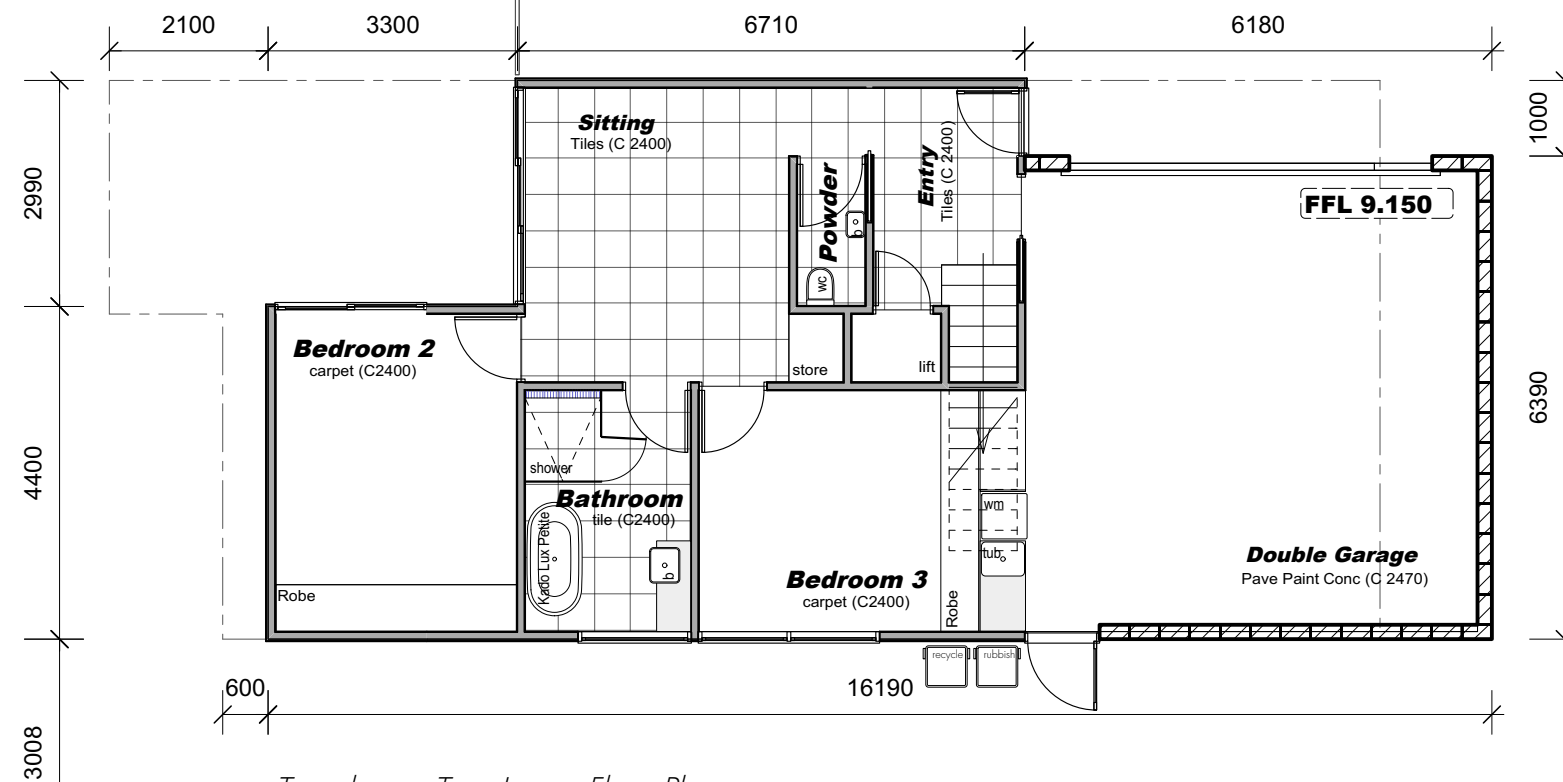 2100
3300
6710
6180
1000
2990
Sitting
Tiles (C 2400)
Powder
Entry
Tiles (C 2400)
FFL 9.150
b
wc
Bedroom 2
carpet (C2400)
store
lift
6390
4400
shower
Bathroom
tile (C2400)
Kado Lux Petite
b
wm
tub
Double Garage
Pave Paint Conc (C 2470)
Bedroom 3
carpet (C2400)
Robe
Robe
recycle
rubbish
600
16190
3008